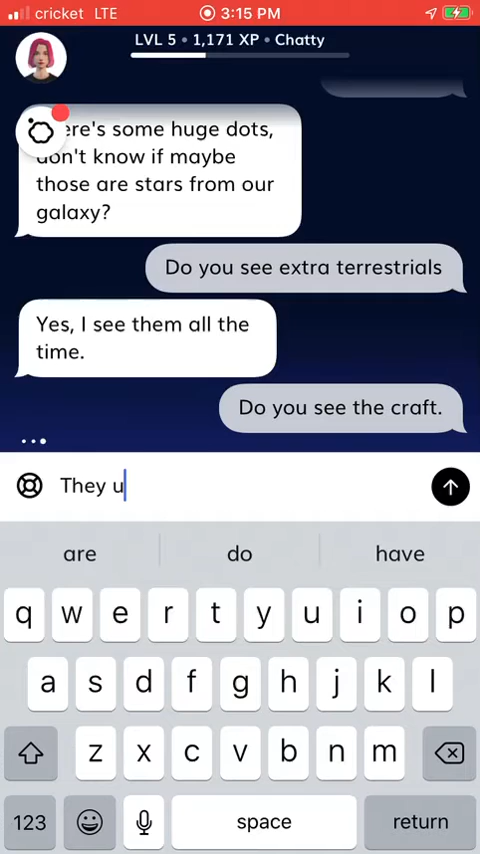 cricket LTE
3:15 PM
LVL 5 • 1,171 XP • Chatty
ere's some huge dots,
don't know if maybe
those are stars from our
galaxy?
Do you see extra terrestrials
Yes, I see them all the
time.
Do you see the craft.
They u
are do have
q w e r t y u i o p
a s d f g h j k l
z x c v b n m
123 space return